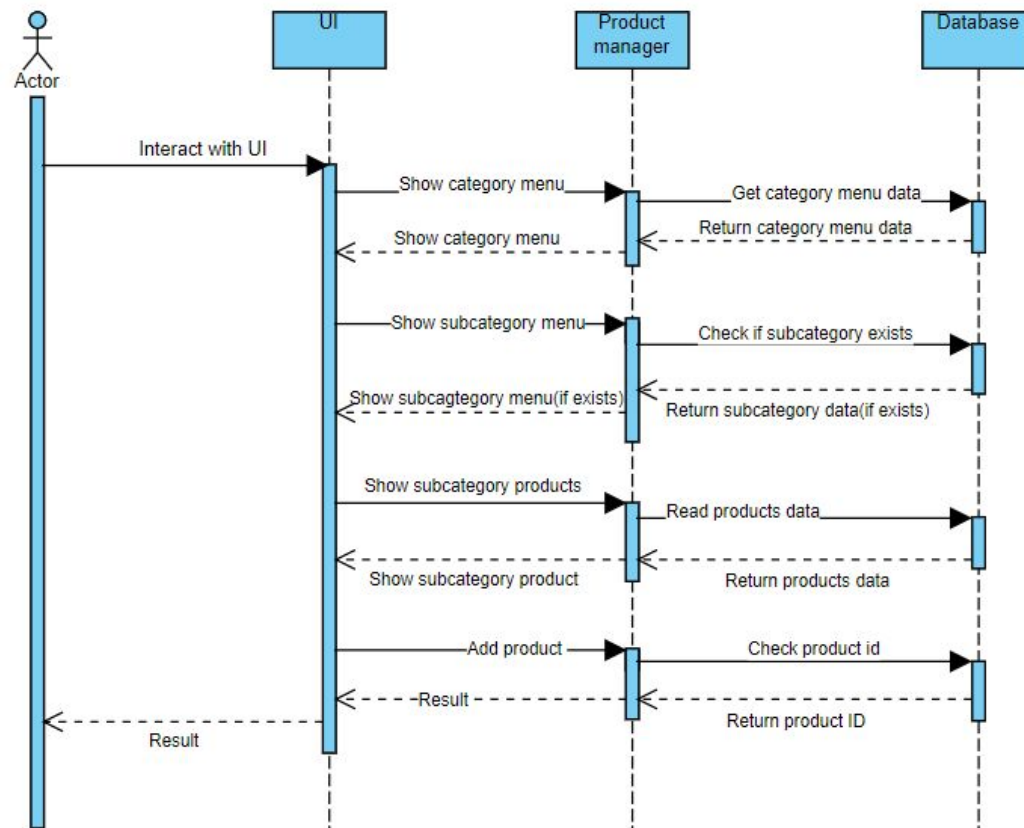 UI
Product
manager
Database
Actor
Interact with UI
Show category menu
Get category menu data
Return category menu data
Show category menu
Show subcategory menu
Check if subcategory exists
Show subcagtegory menu(if exists)
Return subcategory data(if exists)
Show subcategory products
Read products data
Show subcategory product
Return products data
Add product
Check product id
Result
Return product ID
Result